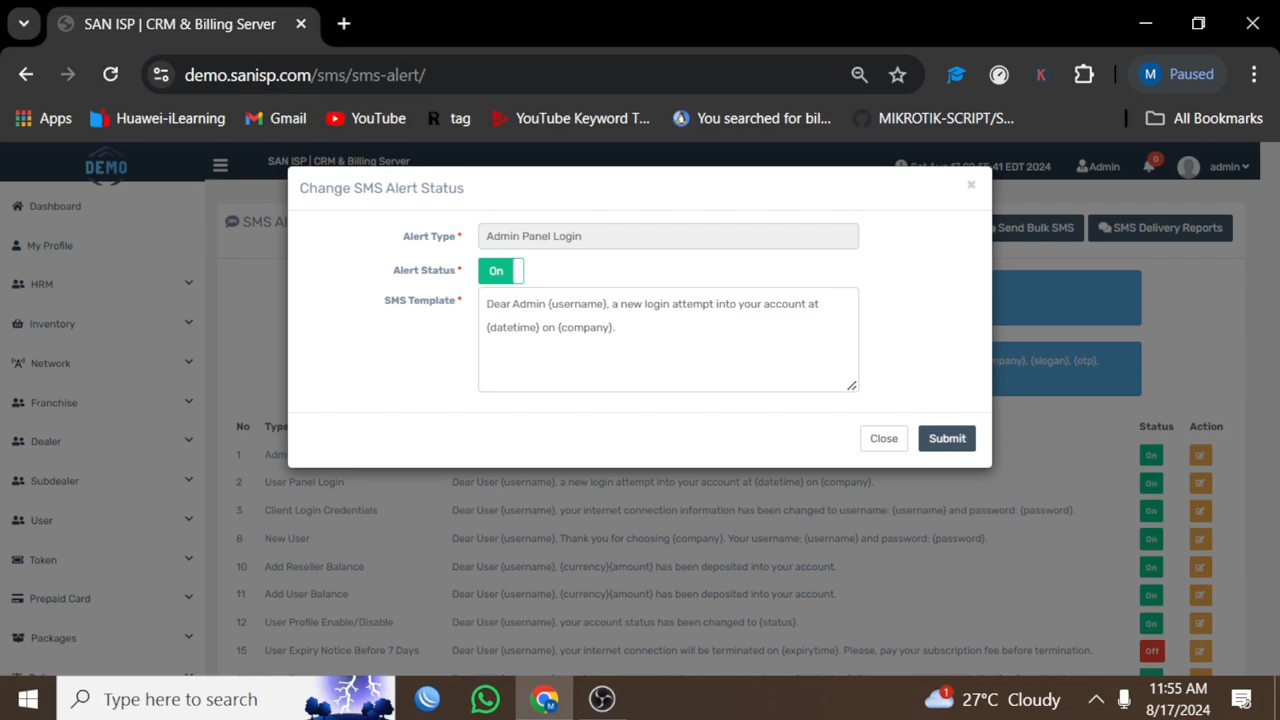 SAN ISP | CRM & Billing Server
demo.sanisp.com/sms/sms-alert/
M Paused
Apps Huawei-iLearning Gmail YouTube R tag YouTube Keyword T... You searched for bil... MIKROTIK-SCRIPT/S... All Bookmarks
DEMO
SAN ISP | CRM & Billing Server
EDT 2024 Admin 0 admin
Change SMS Alert Status ×
Dashboard
My Profile
HRM
Inventory
Network
Franchise
Dealer
Subdealer
User
Token
Prepaid Card
Packages
SMS Al
Send Bulk SMS SMS Delivery Reports
Alert Type * Admin Panel Login
Alert Status * On
SMS Template * Dear Admin {username}, a new login attempt into your account at
{datetime} on {company}.
{slogan}, {otp},
Close Submit
No Type Status Action
1 Adm On
2 User Panel Login Dear User {username}, a new login attempt into your account at {datetime} on {company}. On
3 Client Login Credentials Dear User {username}, your internet connection information has been changed to username: {username} and password: {password}. On
8 New User Dear User {username}, Thank you for choosing {company}. Your username: {username} and password: {password}. On
10 Add Reseller Balance Dear User {username}, {currency}{amount} has been deposited into your account. On
11 Add User Balance Dear User {username}, {currency}{amount} has been deposited into your account. On
12 User Profile Enable/Disable Dear User {username}, your account status has been changed to {status}. On
15 User Expiry Notice Before 7 Days Dear User {username}, your internet connection will be terminated on {expirytime}. Please, pay your subscription fee before termination. Off
Type here to search
1 27°C Cloudy
11:55 AM
8/17/2024